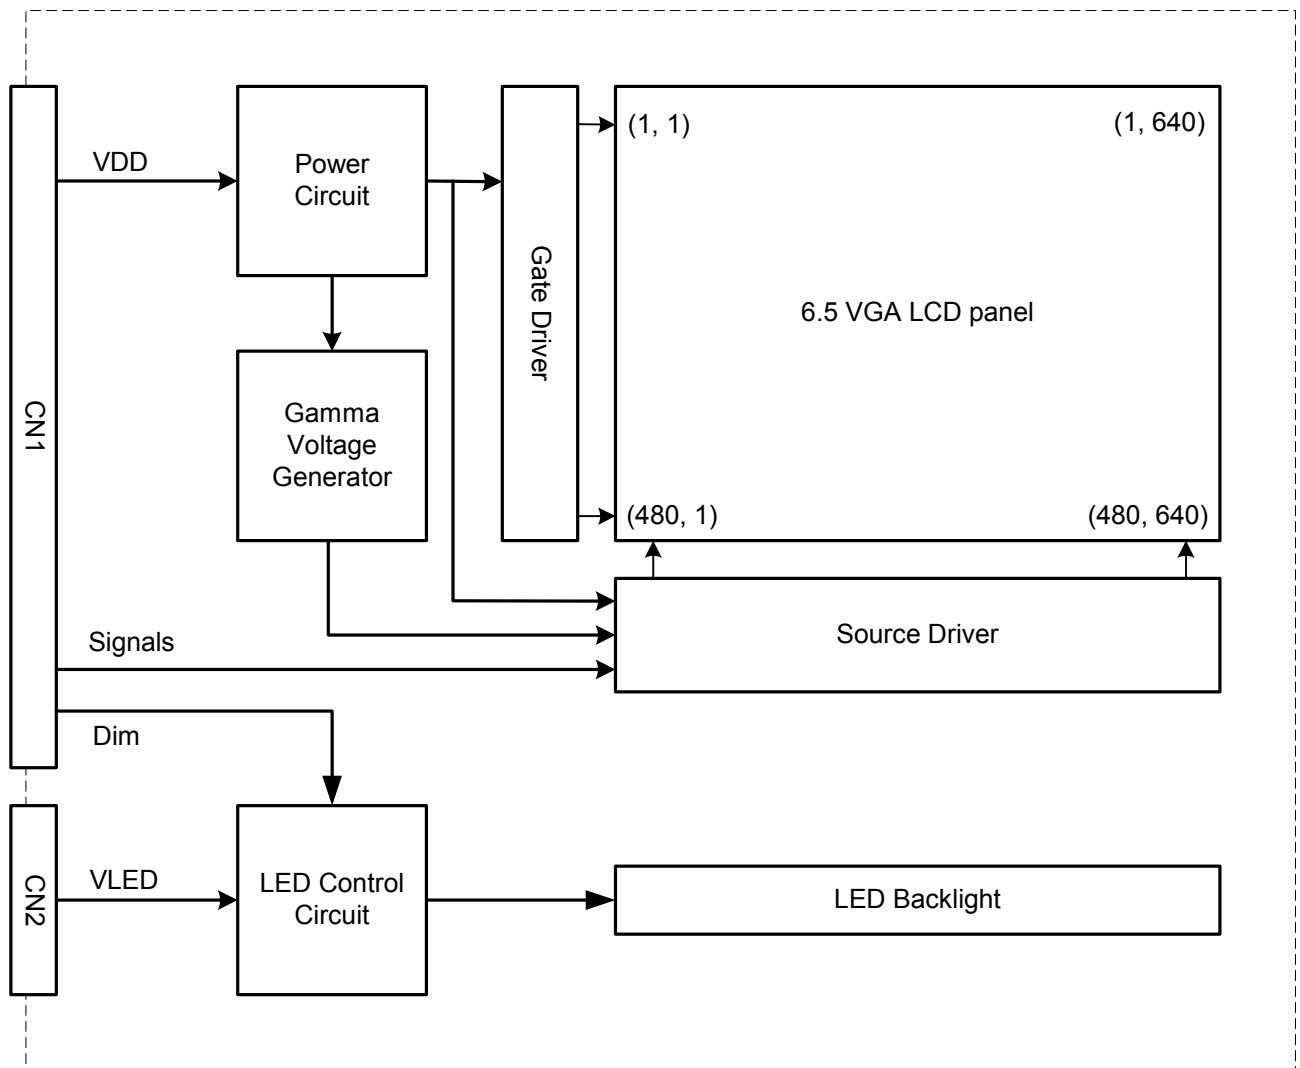 CN1
VDD
Power
Circuit
Gate Driver
(1, 1)
(1, 640)
6.5 VGA LCD panel
Gamma
Voltage
Generator
(480, 1)
(480, 640)
Signals
Source Driver
Dim
CN2
VLED
LED Control
Circuit
LED Backlight